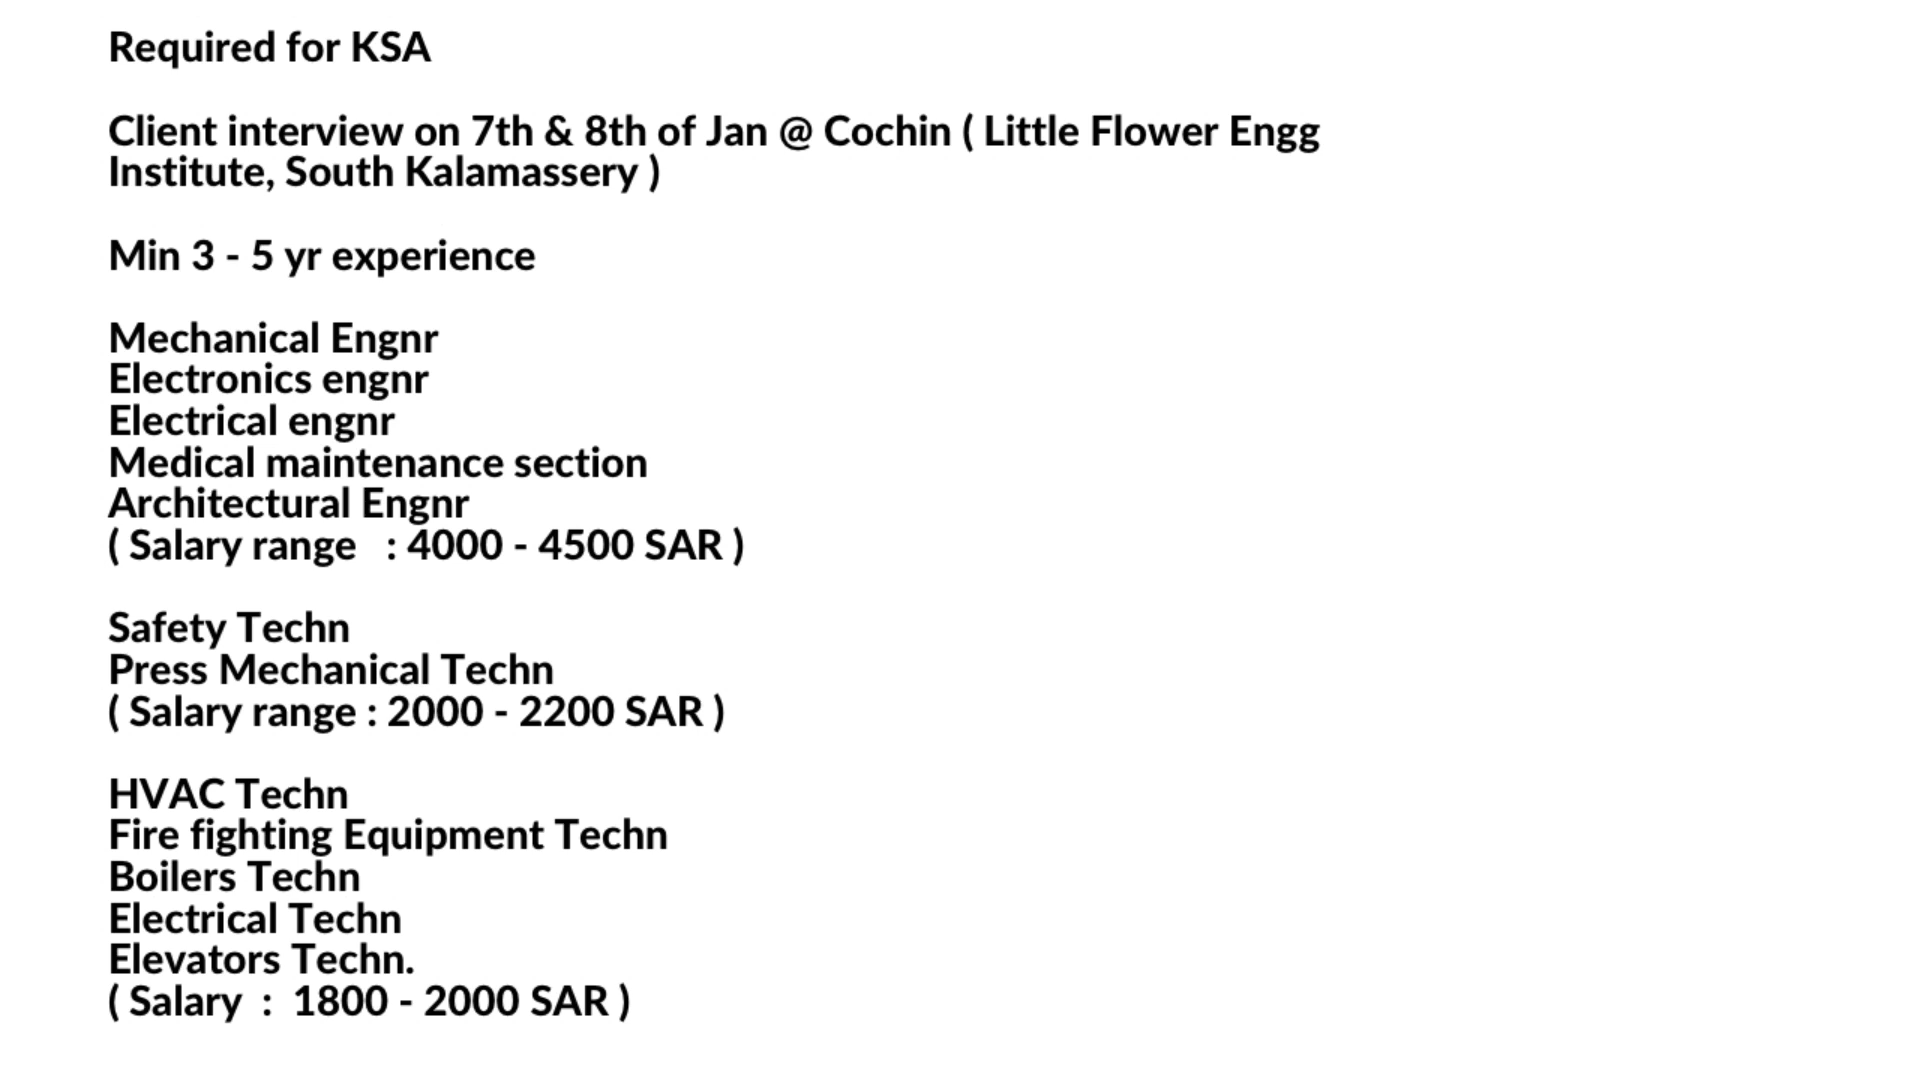 Required for KSA
Client interview on 7th & 8th of Jan @ Cochin ( Little Flower Engg
Institute, South Kalamassery )
Min 3 - 5 yr experience
Mechanical Engnr
Electronics engnr
Electrical engnr
Medical maintenance section
Architectural Engnr
( Salary range   : 4000 - 4500 SAR )
Safety Techn
Press Mechanical Techn
( Salary range : 2000 - 2200 SAR )
HVAC Techn
Fire fighting Equipment Techn
Boilers Techn
Electrical Techn
Elevators Techn.
( Salary  :  1800 - 2000 SAR )